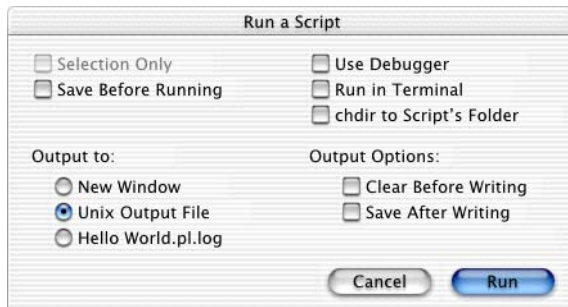 Run a Script
Selection Only
Save Before Running
Use Debugger
Run in Terminal
chdir to Script's Folder
Output to:
New Window
Unix Output File
Hello World.pl.log
Output Options:
Clear Before Writing
Save After Writing
Cancel
Run